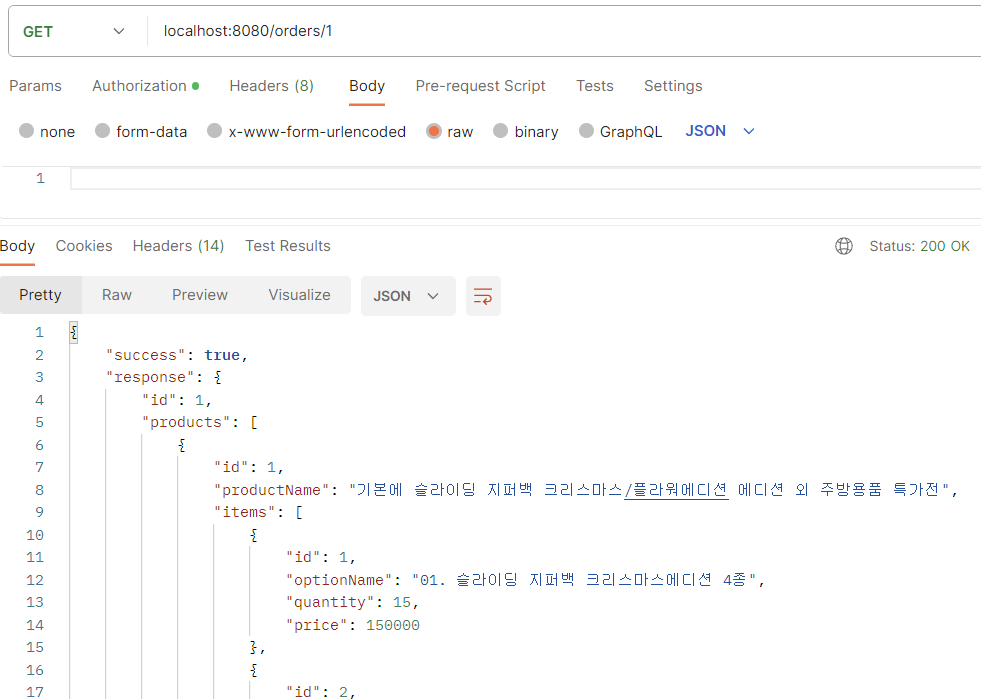 GET localhost:8080/orders/1
Params Authorization Headers (8) Body Pre-request Script Tests Settings
none form-data x-www-form-urlencoded raw binary GraphQL JSON
1
Body Cookies Headers (14) Test Results Status: 200 OK
Pretty Raw Preview Visualize JSON
1 {
2 "success": true,
3 "response": {
4 "id": 1,
5 "products": [
6 {
7 "id": 1,
8 "productName": "기본에 슬라이딩 지퍼백 크리스마스/플라워에디션 에디션 외 주방용품 특가전",
9 "items": [
10 {
11 "id": 1,
12 "optionName": "01. 슬라이딩 지퍼백 크리스마스에디션 4종",
13 "quantity": 15,
14 "price": 150000
15 },
16 {
17 "id": 2,